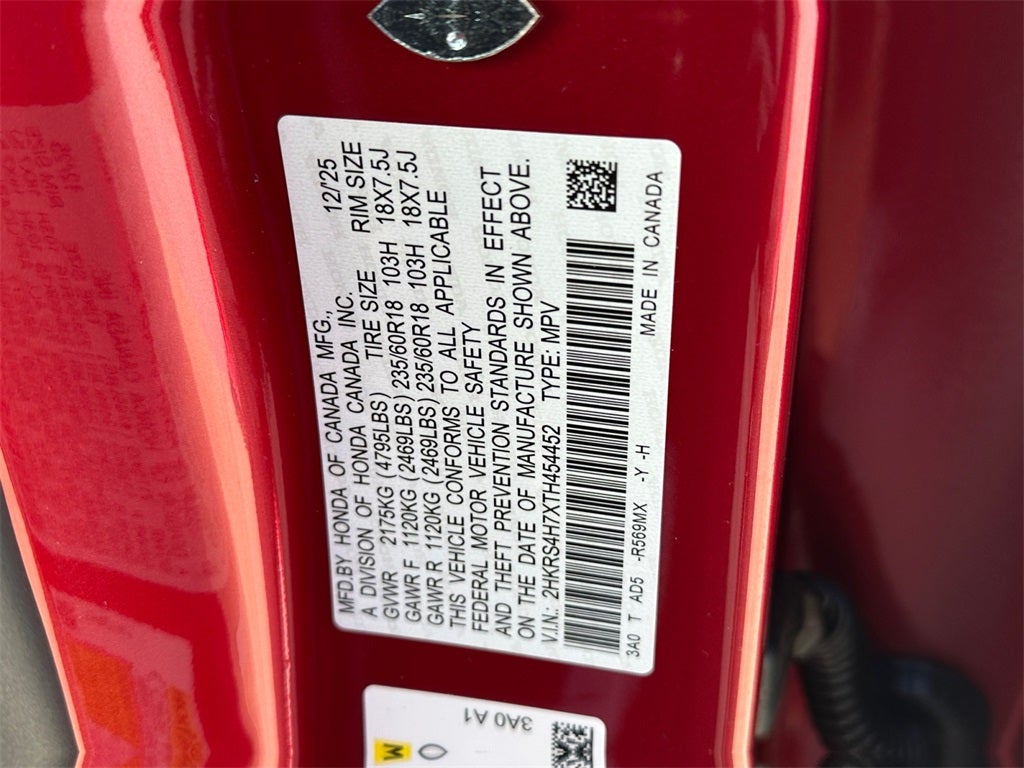 MFD.BY HONDA OF CANADA MFG., 12/'25
A DIVISION OF HONDA CANADA INC.
TIRE SIZE RIM SIZE
GVWR 2175KG (4795LBS)
GAWR F 1120KG (2469LBS) 235/60R18 103H 18X7.5J
GAWR R 1120KG (2469LBS) 235/60R18 103H 18X7.5J
THIS VEHICLE CONFORMS TO ALL APPLICABLE
FEDERAL MOTOR VEHICLE SAFETY
AND THEFT PREVENTION STANDARDS IN EFFECT
ON THE DATE OF MANUFACTURE SHOWN ABOVE.
V.I.N.: 2HKRS4H7XTH454452 TYPE: MPV
3A0 T AD5 -R569MX -Y -H MADE IN CANADA
3A0 A1
M